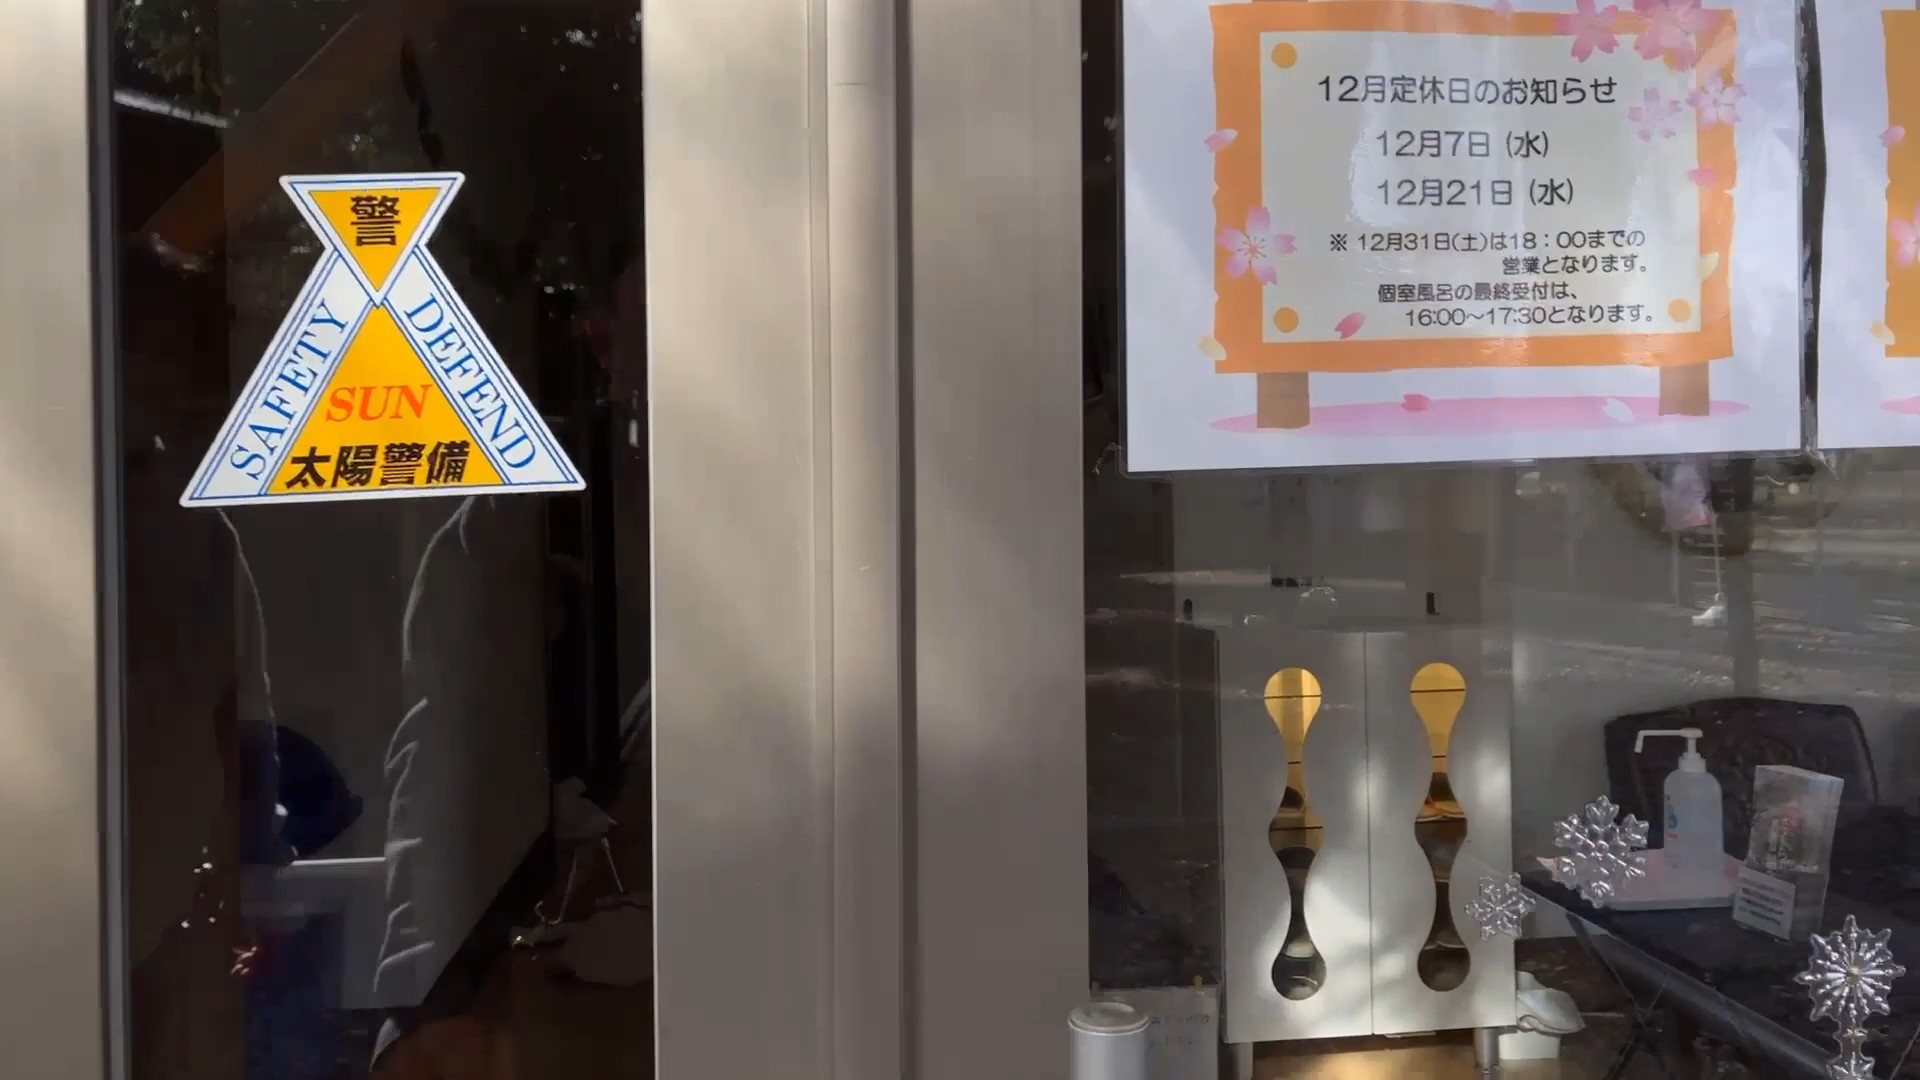 警
SAFETY
DEFEND
SUN
太陽警備
12月定休日のお知らせ
12月7日（水）
12月21日（水）
※ 12月31日(土)は18：00までの
営業となります。
個室風呂の最終受付は、
16:00～17:30となります。